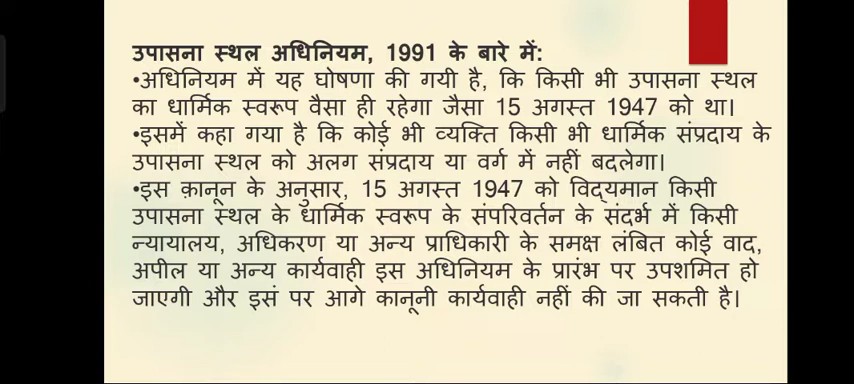 उपासना स्थल अधिनियम, 1991 के बारे में:
•अधिनियम में यह घोषणा की गयी है, कि किसी भी उपासना स्थल
का धार्मिक स्वरूप वैसा ही रहेगा जैसा 15 अगस्त 1947 को था।
•इसमें कहा गया है कि कोई भी व्यक्ति किसी भी धार्मिक संप्रदाय के
उपासना स्थल को अलग संप्रदाय या वर्ग में नहीं बदलेगा।
•इस क़ानून के अनुसार, 15 अगस्त 1947 को विद्यमान किसी
उपासना स्थल के धार्मिक स्वरूप के संपरिवर्तन के संदर्भ में किसी
न्यायालय, अधिकरण या अन्य प्राधिकारी के समक्ष लंबित कोई वाद,
अपील या अन्य कार्यवाही इस अधिनियम के प्रारंभ पर उपशमित हो
जाएगी और इसं पर आगे कानूनी कार्यवाही नहीं की जा सकती है।